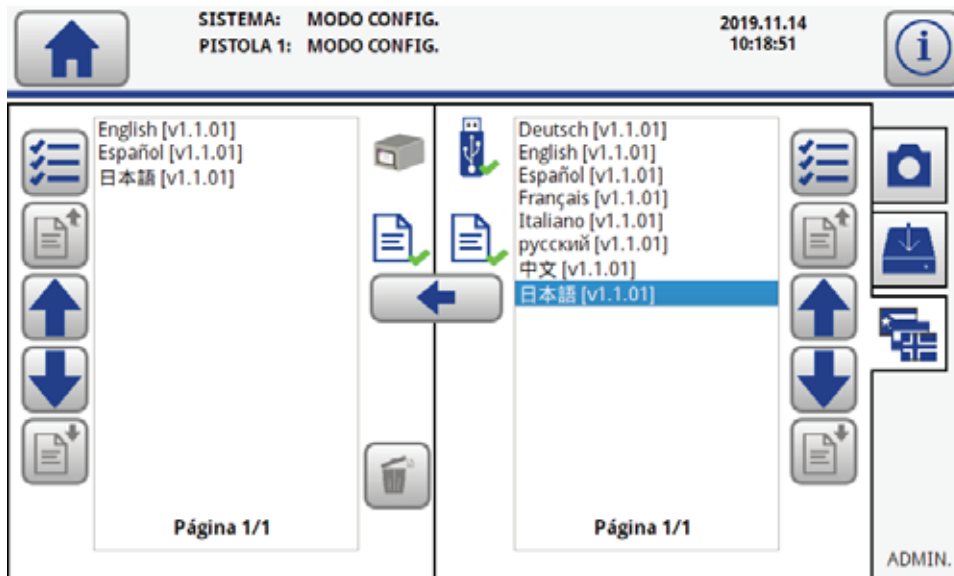 SISTEMA: MODO CONFIG.
PISTOLA 1: MODO CONFIG.
2019.11.14
10:18:51
English [v1.1.01]
Español [v1.1.01]
日本語 [v1.1.01]
Página 1/1
Deutsch [v1.1.01]
English [v1.1.01]
Español [v1.1.01]
Français [v1.1.01]
Italiano [v1.1.01]
русский [v1.1.01]
中文 [v1.1.01]
日本語 [v1.1.01]
Página 1/1
ADMIN.